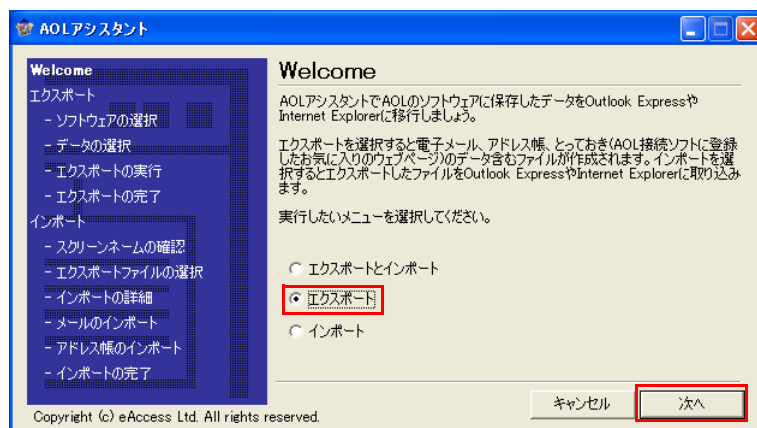 AOLアシスタント
Welcome
エクスポート
- ソフトウェアの選択
- データの選択
- エクスポートの実行
- エクスポートの完了
インポート
- スクリーンネームの確認
- エクスポートファイルの選択
- インポートの詳細
- メールのインポート
- アドレス帳のインポート
- インポートの完了
Welcome
AOLアシスタントでAOLのソフトウェアに保存したデータをOutlook Expressや
Internet Explorerに移行しましょう。
エクスポートを選択すると電子メール、アドレス帳、とっておき(AOL接続ソフトに登録
したお気に入りのウェブページ)のデータ含むファイルが作成されます。インポートを選
択するとエクスポートしたファイルをOutlook ExpressやInternet Explorerに取り込み
ます。
実行したいメニューを選択してください。
エクスポートとインポート
エクスポート
インポート
キャンセル
次へ
Copyright (c) eAccess Ltd. All rights reserved.